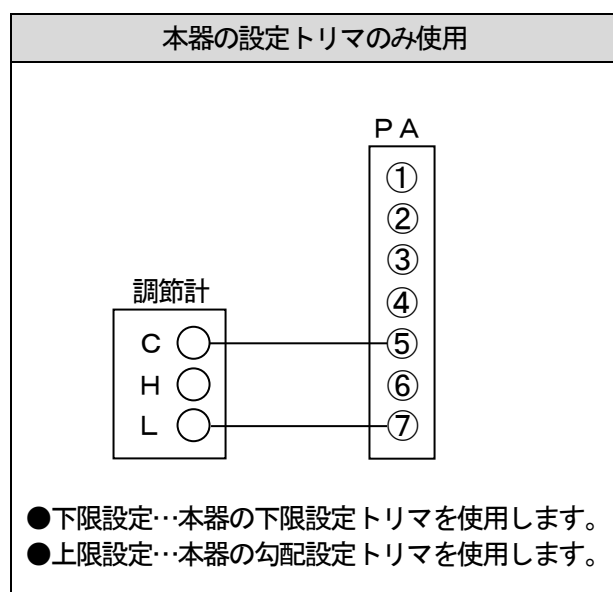 本器の設定トリマのみ使用
ＰＡ
①
②
③
調節計
④
Ｃ
⑤
Ｈ
⑥
Ｌ
⑦
●下限設定…本器の下限設定トリマを使用します。
●上限設定…本器の勾配設定トリマを使用します。